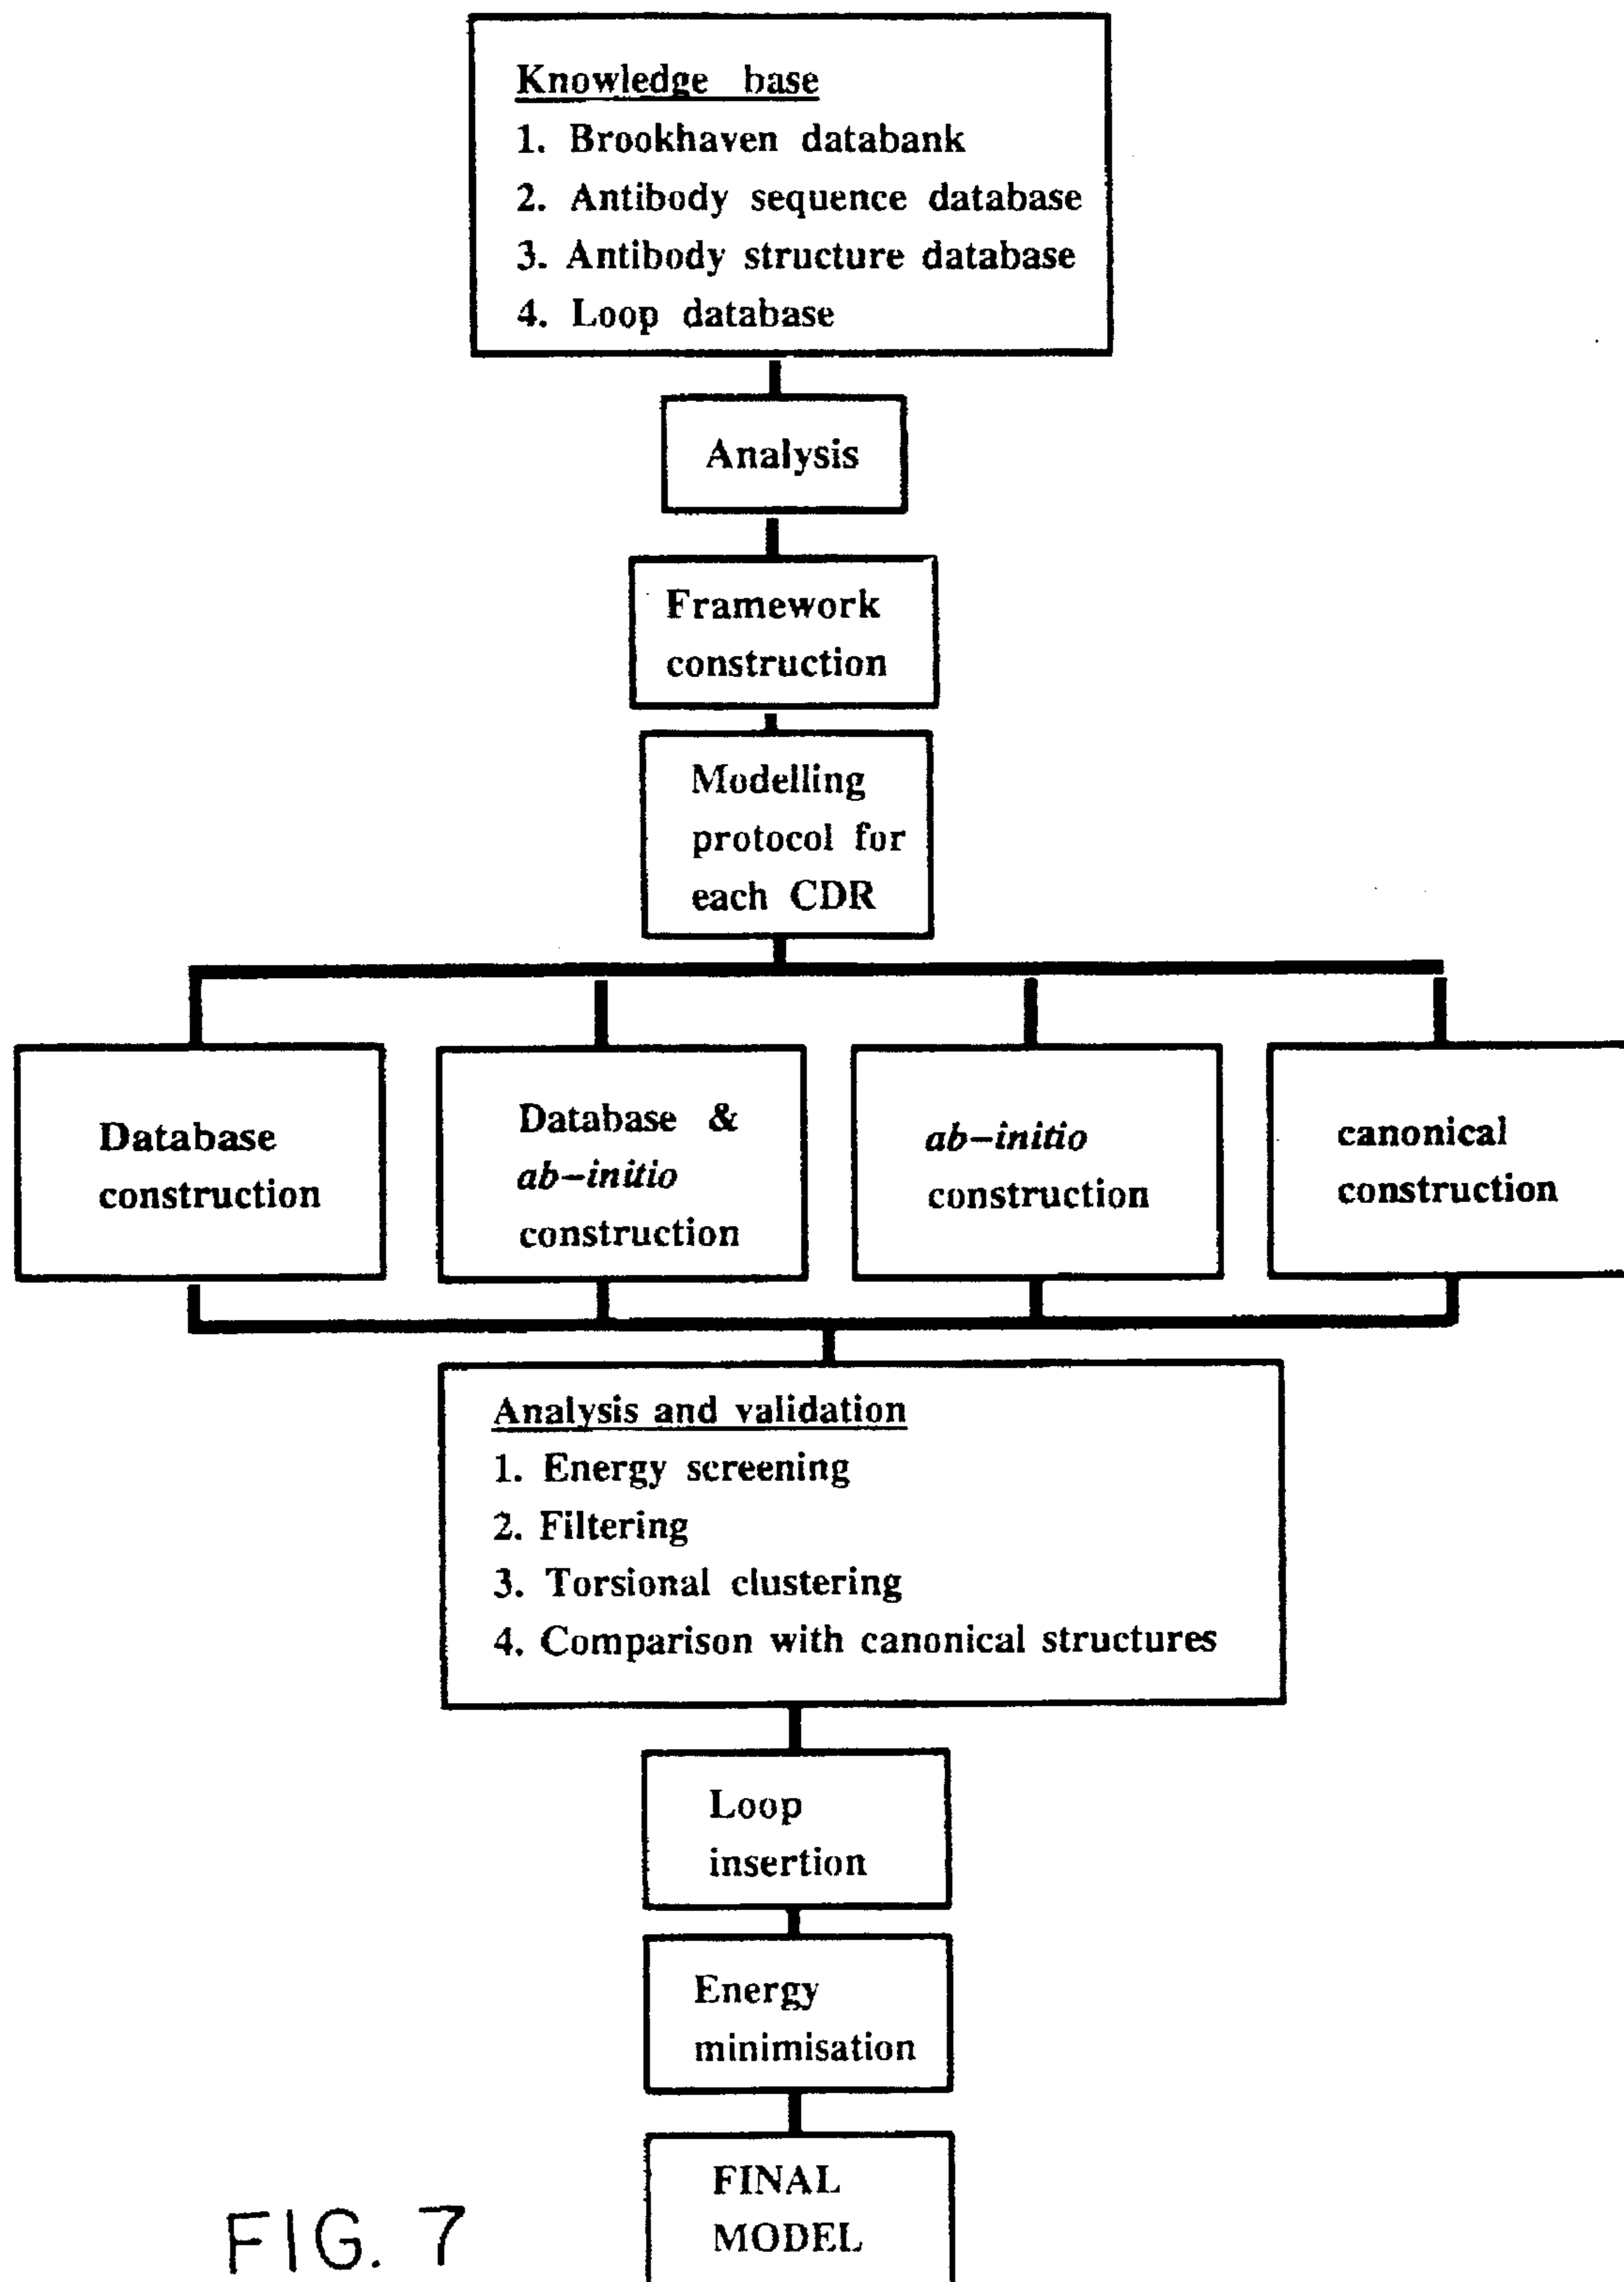 Knowledge base
1. Brookhaven databank
2. Antibody sequence database
3. Antibody structure database
4. Loop database
Analysis
Framework
construction
Modelling
protocol for
each CDR
Database
construction
Database &
ab-initio
construction
ab-initio
construction
canonical
construction
Analysis and validation
1. Energy screening
2. Filtering
3. Torsional clustering
4. Comparison with canonical structures
Loop
insertion
Energy
minimisation
FINAL
MODEL
FIG. 7